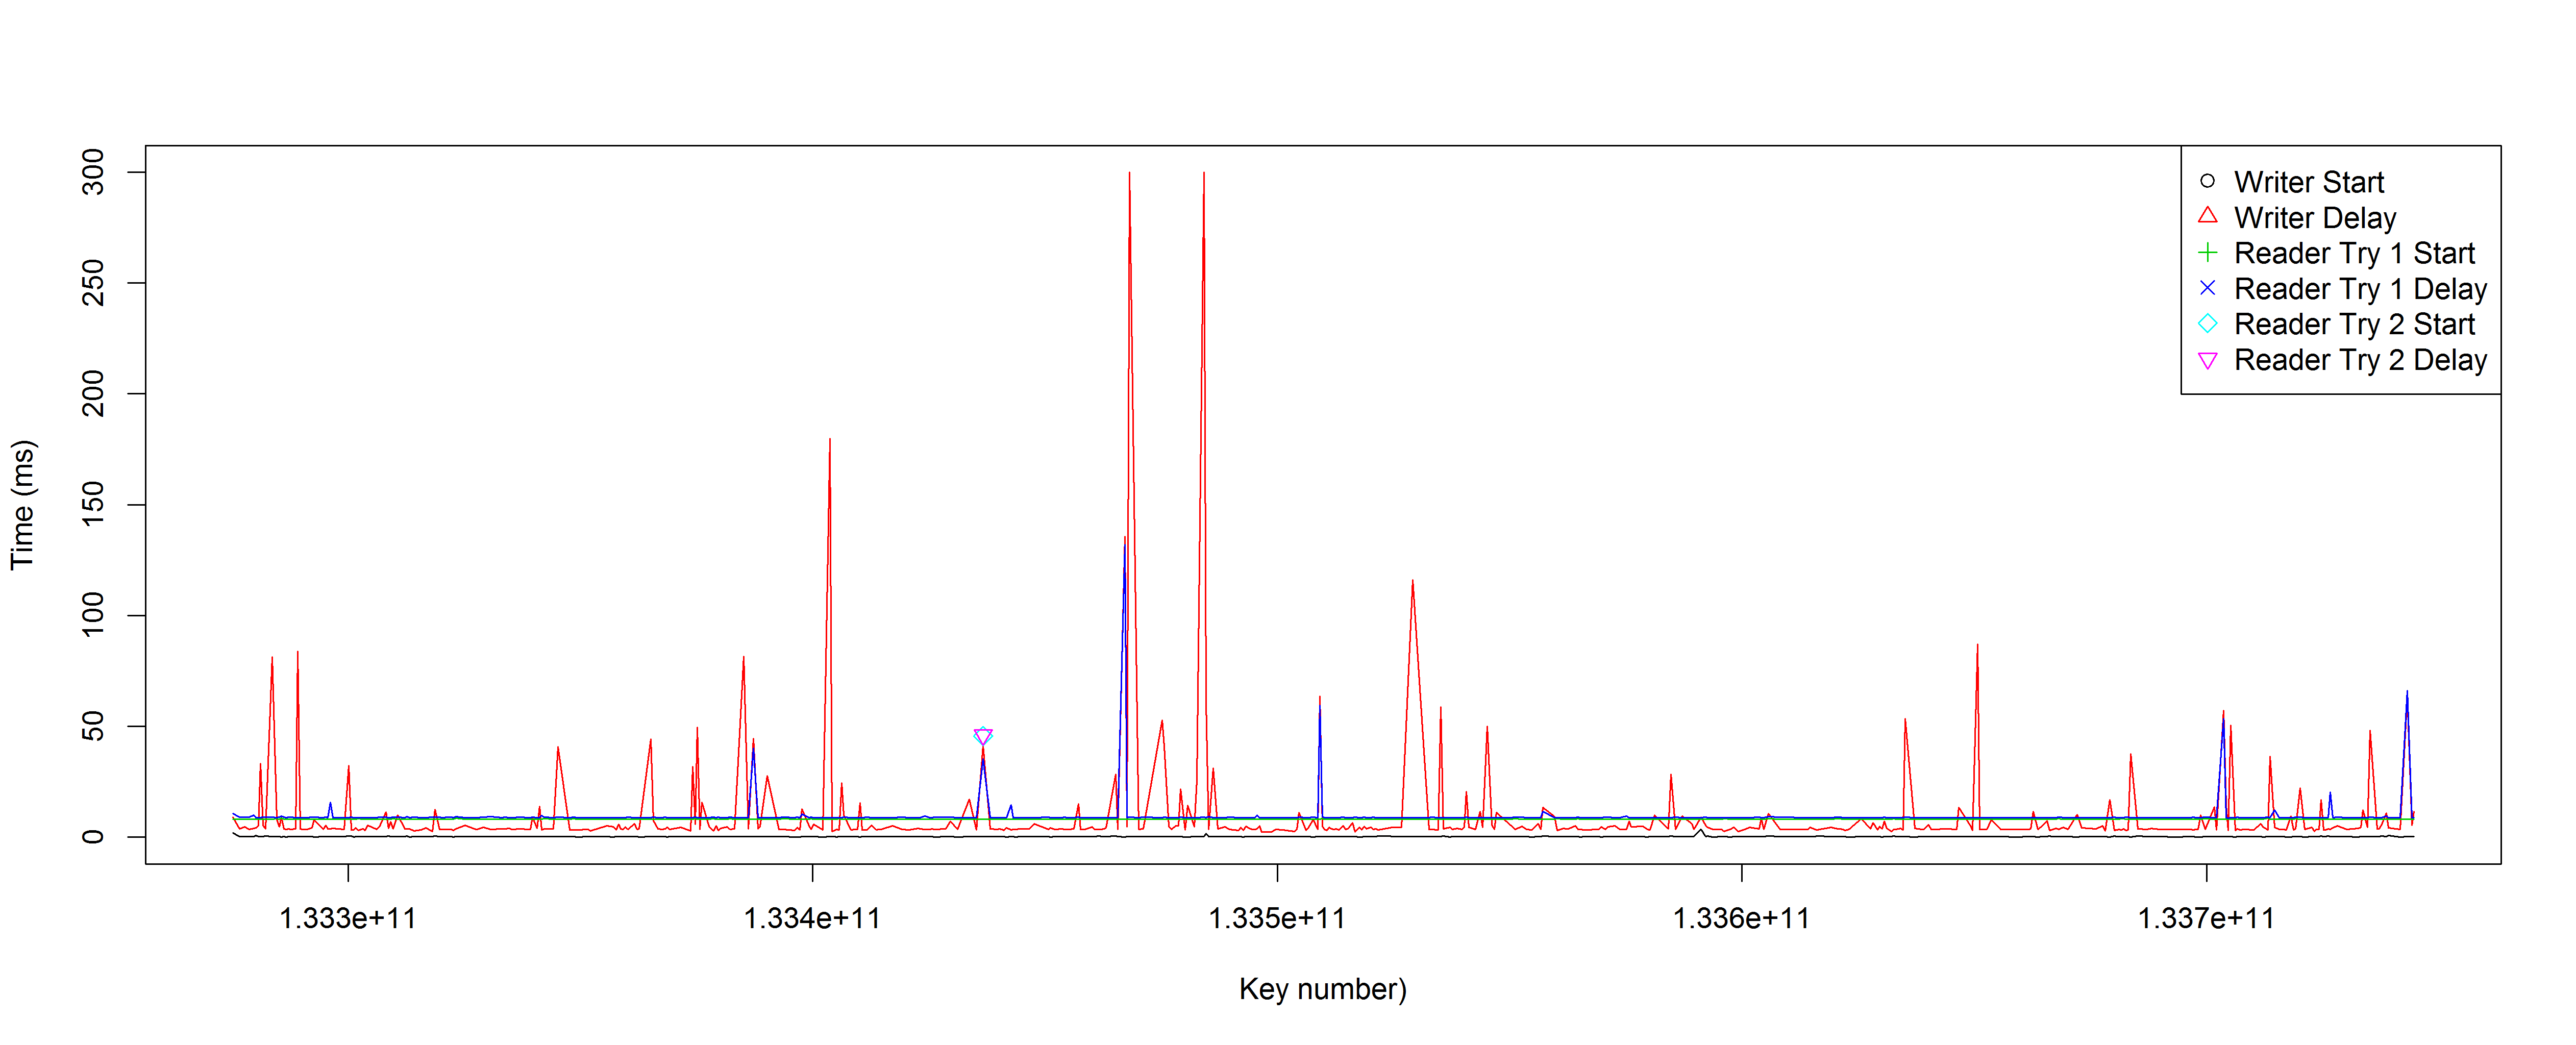 300
250
200
150
100
50
0
Time (ms)
Writer Start
Writer Delay
Reader Try 1 Start
Reader Try 1 Delay
Reader Try 2 Start
Reader Try 2 Delay
1.333e+11 1.334e+11 1.335e+11 1.336e+11 1.337e+11
Key number)